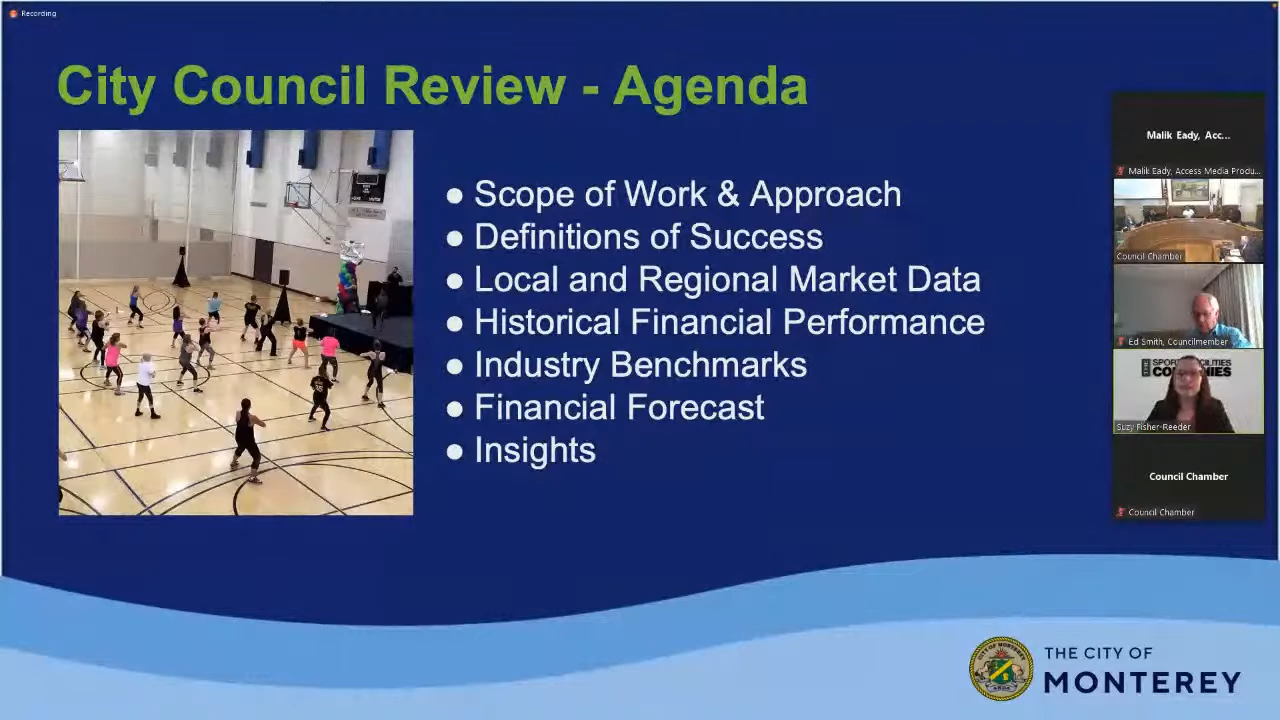 Recording
City Council Review - Agenda
● Scope of Work & Approach
● Definitions of Success
● Local and Regional Market Data
● Historical Financial Performance
● Industry Benchmarks
● Financial Forecast
● Insights
Malik Eady, Acc...
Malik Eady, Access Media Produ...
Council Chamber
Ed Smith, Councilmember
THE
Suzy Fisher-Reeder
Council Chamber
Council Chamber
THE CITY OF
MONTEREY